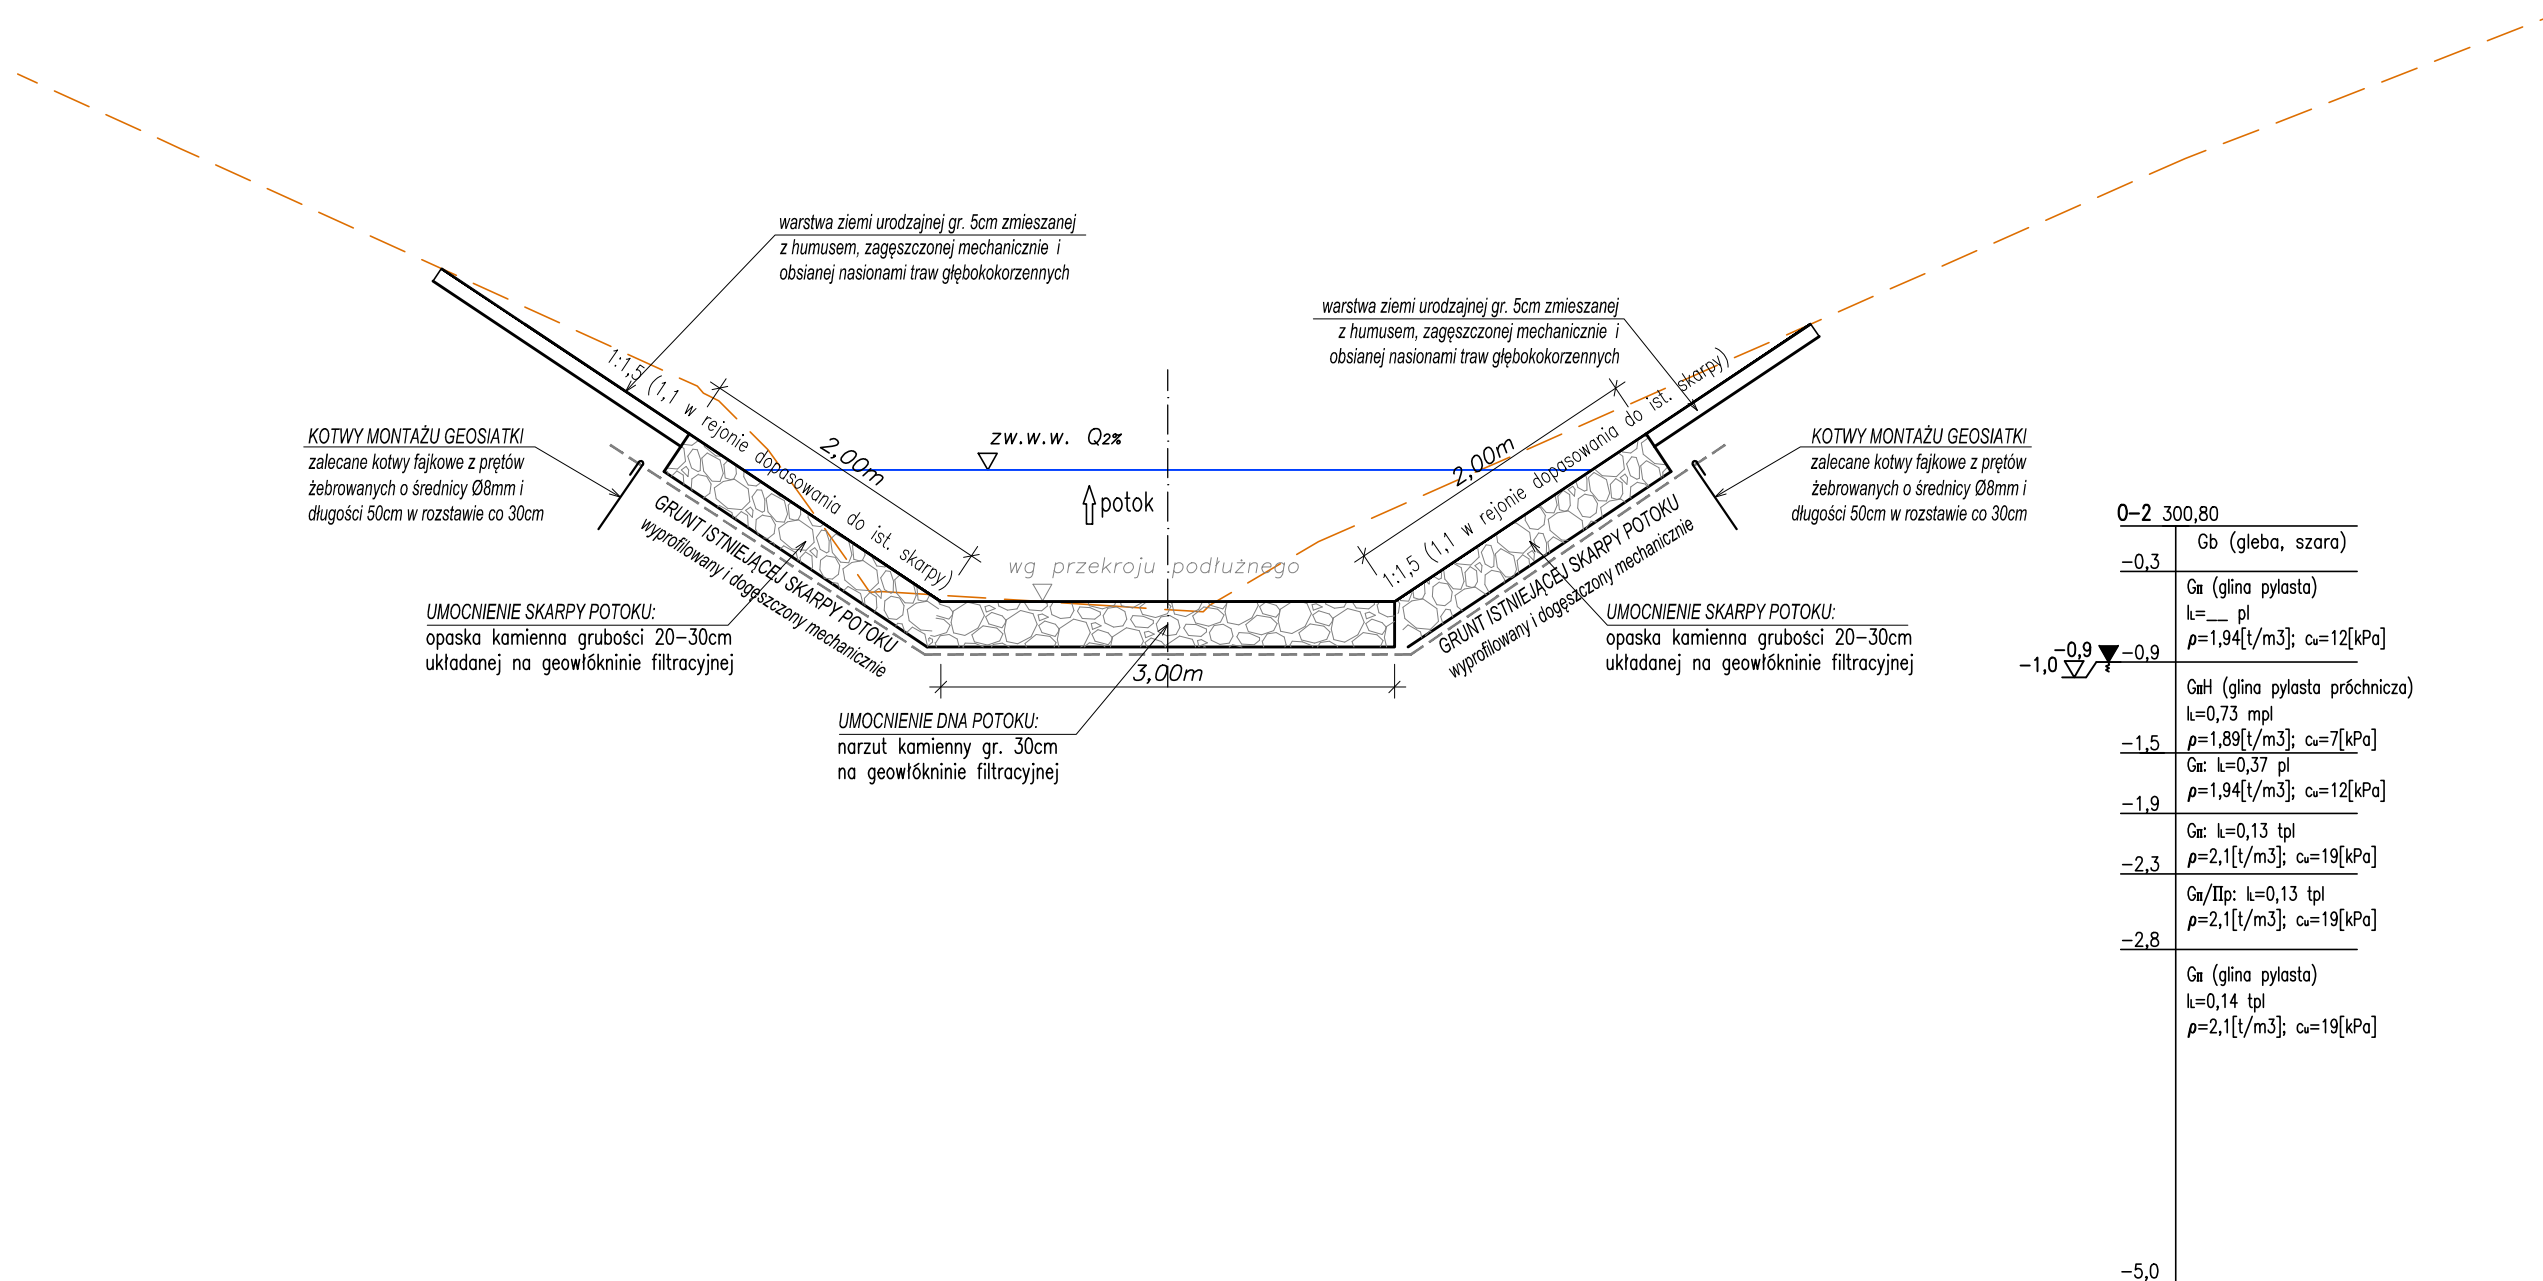 warstwa ziemi urodzajnej gr. 5cm zmieszanej
z humusem, zagęszczonej mechanicznie i
obsianej nasionami traw głębokokorzennych
warstwa ziemi urodzajnej gr. 5cm zmieszanej
z humusem, zagęszczonej mechanicznie i
obsianej nasionami traw głębokokorzennych
1:1,5 (1,1 w rejonie dopasowania do ist. skarpy)
2,00m
zw.w.w. Q2%
potok
wg przekroju podłużnego
2,00m
1:1,5 (1,1 w rejonie dopasowania do ist. skarpy)
KOTWY MONTAŻU GEOSIATKI
zalecane kotwy fajkowe z prętów
żebrowanych o średnicy Ø8mm i
długości 50cm w rozstawie co 30cm
KOTWY MONTAŻU GEOSIATKI
zalecane kotwy fajkowe z prętów
żebrowanych o średnicy Ø8mm i
długości 50cm w rozstawie co 30cm
GRUNT ISTNIEJĄCEJ SKARPY POTOKU
wyprofilowany i dogęszczony mechanicznie
GRUNT ISTNIEJĄCEJ SKARPY POTOKU
wyprofilowany i dogęszczony mechanicznie
UMOCNIENIE SKARPY POTOKU:
opaska kamienna grubości 20-30cm
układanej na geowłókninie filtracyjnej
UMOCNIENIE SKARPY POTOKU:
opaska kamienna grubości 20-30cm
układanej na geowłókninie filtracyjnej
3,00m
UMOCNIENIE DNA POTOKU:
narzut kamienny gr. 30cm
na geowłókninie filtracyjnej
O-2 300,80
Gb (gleba, szara)
-0,3
Gπ (glina pylasta)
IL=__ pl
ρ=1,94[t/m3]; cu=12[kPa]
-0,9 -0,9
-1,0
GπH (glina pylasta próchnicza)
IL=0,73 mpl
ρ=1,89[t/m3]; cu=7[kPa]
-1,5
Gπ: IL=0,37 pl
ρ=1,94[t/m3]; cu=12[kPa]
-1,9
Gπ: IL=0,13 tpl
ρ=2,1[t/m3]; cu=19[kPa]
-2,3
Gπ/Πp: IL=0,13 tpl
ρ=2,1[t/m3]; cu=19[kPa]
-2,8
Gπ (glina pylasta)
IL=0,14 tpl
ρ=2,1[t/m3]; cu=19[kPa]
-5,0